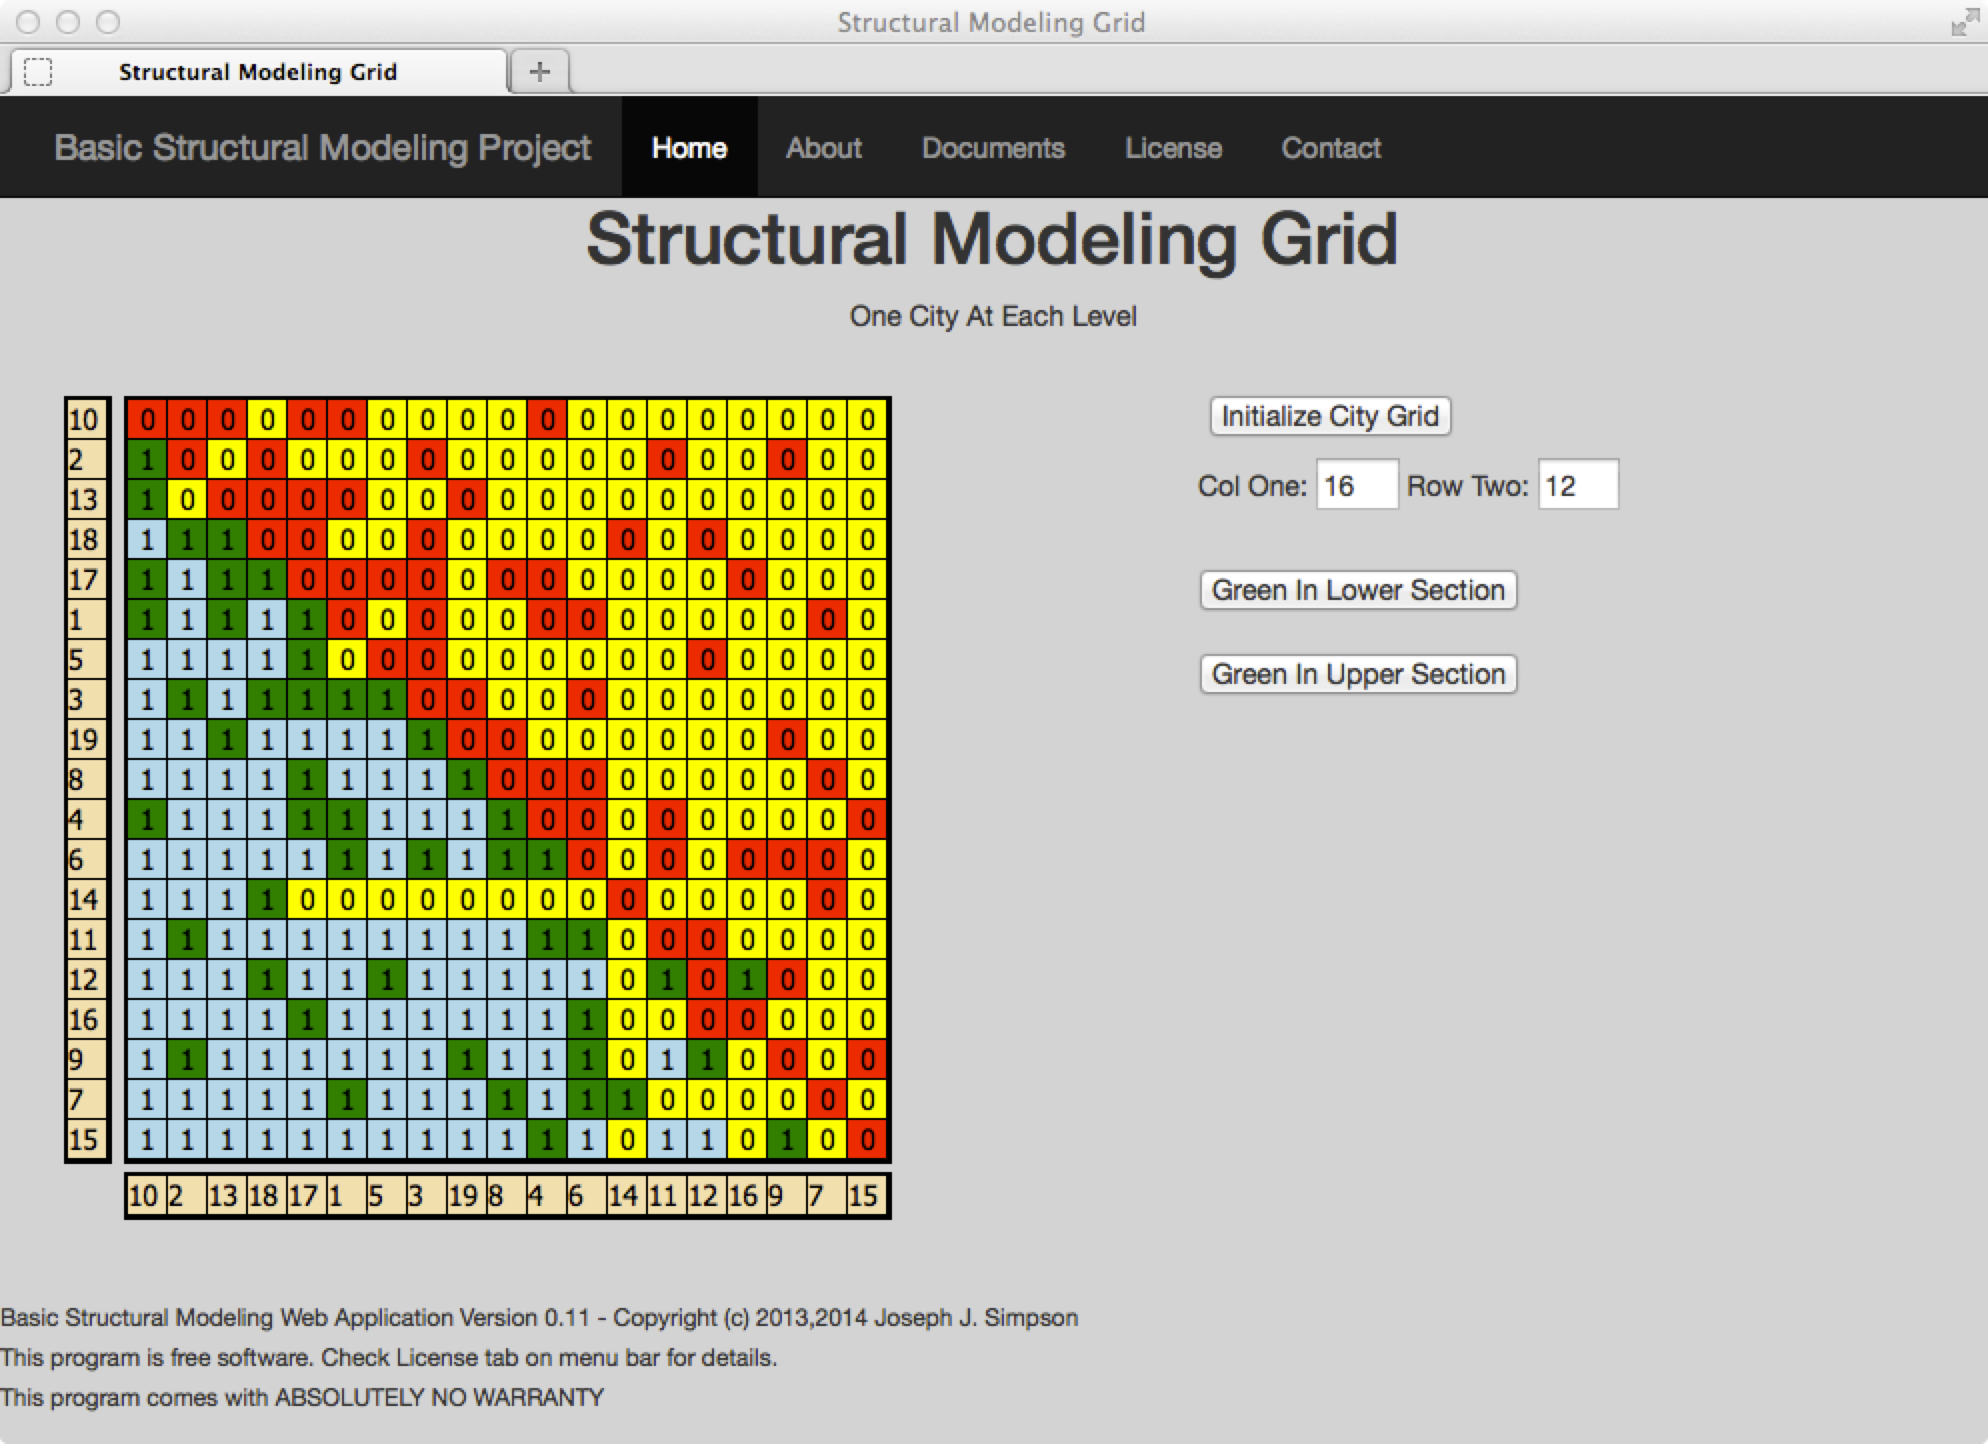 Structural Modeling Grid
Structural Modeling Grid
Basic Structural Modeling Project Home About Documents License Contact
Structural Modeling Grid
One City At Each Level
10 0 0 0 0 0 0 0 0 0 0 0 0 0 0 0 0 0 0 0 Initialize City Grid
2 1 0 0 0 0 0 0 0 0 0 0 0 0 0 0 0 0 0 0
Col One: 16 Row Two: 12
13 1 0 0 0 0 0 0 0 0 0 0 0 0 0 0 0 0 0 0
18 1 1 1 0 0 0 0 0 0 0 0 0 0 0 0 0 0 0 0
17 1 1 1 1 0 0 0 0 0 0 0 0 0 0 0 0 0 0 0 Green In Lower Section
1 1 1 1 1 1 0 0 0 0 0 0 0 0 0 0 0 0 0 0
5 1 1 1 1 1 0 0 0 0 0 0 0 0 0 0 0 0 0 0 Green In Upper Section
3 1 1 1 1 1 1 1 0 0 0 0 0 0 0 0 0 0 0 0
19 1 1 1 1 1 1 1 1 0 0 0 0 0 0 0 0 0 0 0
8 1 1 1 1 1 1 1 1 1 0 0 0 0 0 0 0 0 0 0
4 1 1 1 1 1 1 1 1 1 1 0 0 0 0 0 0 0 0 0
6 1 1 1 1 1 1 1 1 1 1 1 0 0 0 0 0 0 0 0
14 1 1 1 1 0 0 0 0 0 0 0 0 0 0 0 0 0 0 0
11 1 1 1 1 1 1 1 1 1 1 1 1 0 0 0 0 0 0 0
12 1 1 1 1 1 1 1 1 1 1 1 1 0 1 0 1 0 0 0
16 1 1 1 1 1 1 1 1 1 1 1 1 0 0 0 0 0 0 0
9 1 1 1 1 1 1 1 1 1 1 1 1 0 1 1 0 0 0 0
7 1 1 1 1 1 1 1 1 1 1 1 1 1 0 0 0 0 0 0
15 1 1 1 1 1 1 1 1 1 1 1 1 0 1 1 0 1 0 0
10 2 13 18 17 1 5 3 19 8 4 6 14 11 12 16 9 7 15
Basic Structural Modeling Web Application Version 0.11 - Copyright (c) 2013,2014 Joseph J. Simpson
This program is free software. Check License tab on menu bar for details.
This program comes with ABSOLUTELY NO WARRANTY